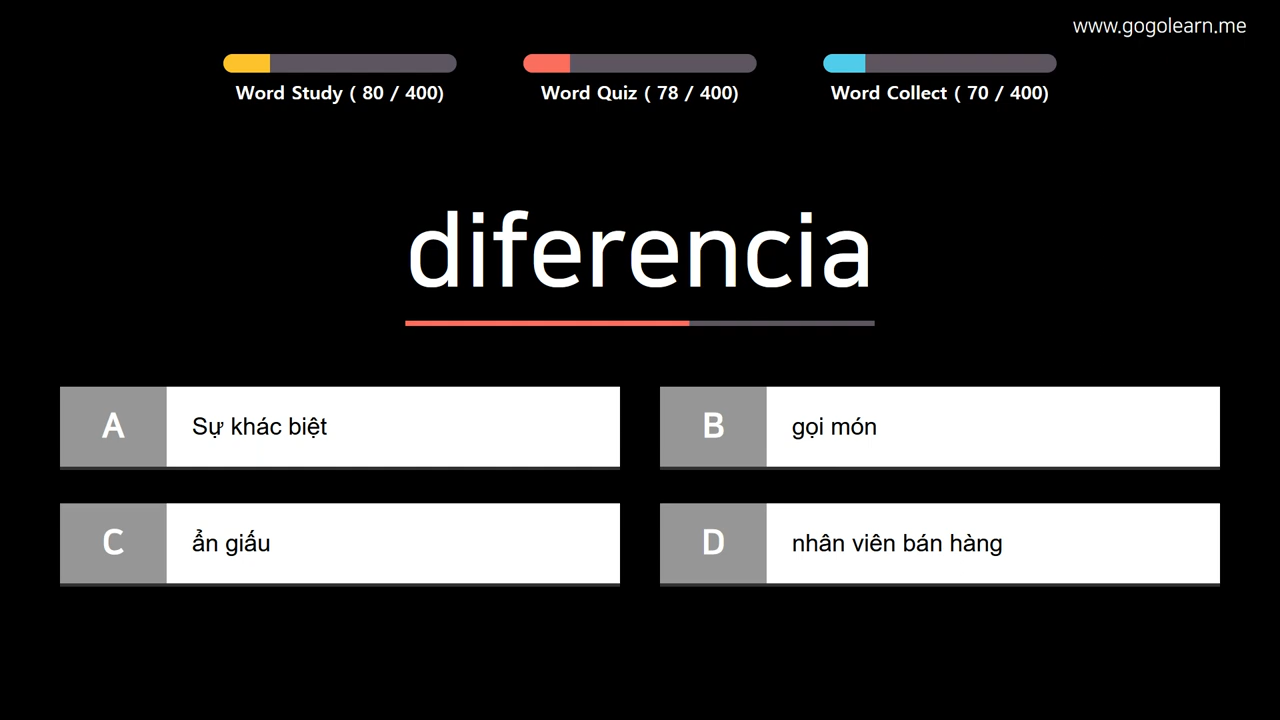 www.gogolearn.me
Word Study ( 80 / 400)
Word Quiz ( 78 / 400)
Word Collect ( 70 / 400)
diferencia
A
Sự khác biệt
B
gọi món
C
ẩn giấu
D
nhân viên bán hàng